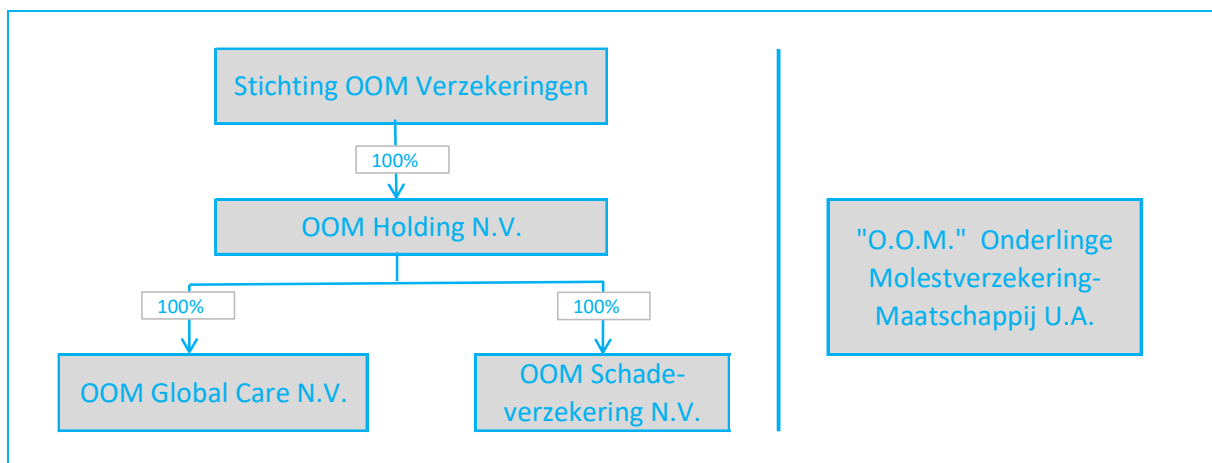 Stichting OOM Verzekeringen
100%
OOM Holding N.V.
100%
100%
OOM Global Care N.V.
OOM Schade-
verzekering N.V.
"O.O.M." Onderlinge
Molestverzekering-
Maatschappij U.A.